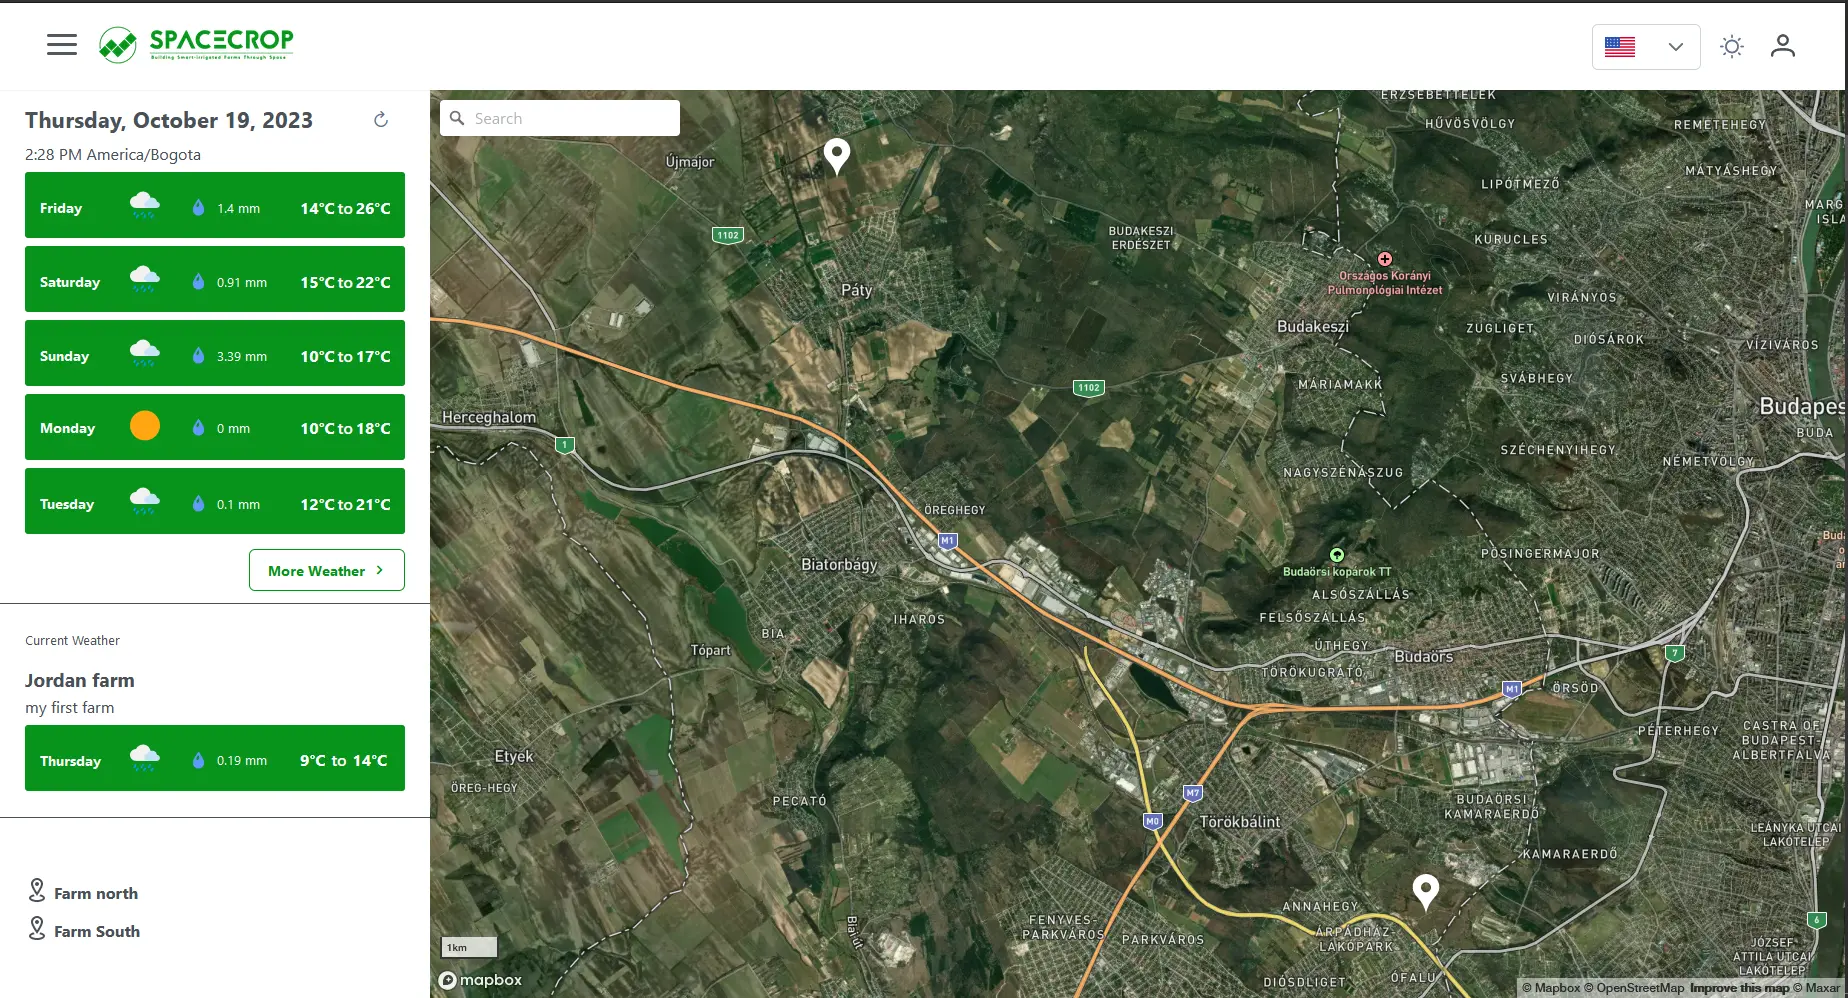 SPACECROP
Building Smart-irrigated Farms Through Space
Thursday, October 19, 2023
2:28 PM America/Bogota
Friday 1.4 mm 14°C to 26°C
Saturday 0.91 mm 15°C to 22°C
Sunday 3.39 mm 10°C to 17°C
Monday 0 mm 10°C to 18°C
Tuesday 0.1 mm 12°C to 21°C
More Weather
Current Weather
Jordan farm
my first farm
Thursday 0.19 mm 9°C to 14°C
Farm north
Farm South
Search
ERZSÉBETTELEK
HŰVÖSVÖLGY
REMETEHEGY
Újmajor
MÁTYÁSHEGY
LIPÓTMEZŐ
MARG
ISLA
1102
BUDAKESZI
ERDÉSZET
KURUCLES
Országos Korányi
Pulmonológiai Intézet
Páty
VIRÁNYOS
Budakeszi
ZUGLIGET
DIÓSÁROK
VÍZIVÁROS
SVÁBHEGY
MÁRIAMAKK
1102
Budapes
Herceghalom
BUDA
1
SZÉCHENYIHEGY
NÉMETVÖLGY
NAGYSZÉNÁSZUG
ÖREGHEGY
M1
Buda
PÖSINGERMAJOR
Biatorbágy
Budaörsi kopárok TT
ALSÓSZÁLLÁS
IHAROS
FELSŐSZÁLLÁS
BIA
ÚTHEGY
Tópart
Budaörs
7
TÖRÖKUGRATÓ
M1
ÖRSÖD
PÉTERHEGY
CASTRA OF
BUDAPEST-
ALBERTFALVA
Etyek
ÖREG-HEGY
PECATÓ
M7
BUDAÖRSI
KAMARAERDŐ
M0
Törökbálint
LEÁNYKA UTCAI
LAKÓTELEP
KAMARAERDŐ
ANNAHEGY
FENYVES-
PARKVÁROS
PARKVÁROS
ÁRPÁDHÁZ-
LAKÓPARK
6
Biai út
1km
JÓZSEF
ATTILA UTCAI
LAKÓTELEP
ÓFALU
DIÓSDLIGET
mapbox
© Mapbox © OpenStreetMap Improve this map © Maxar